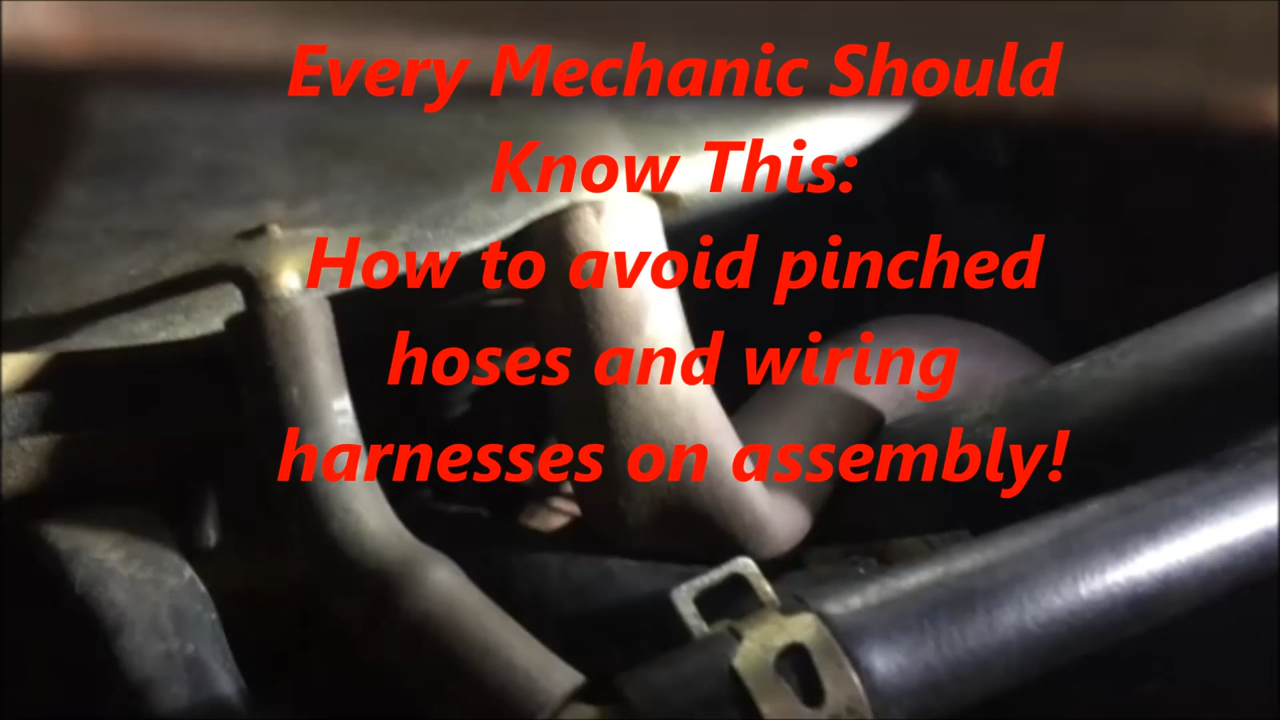 Every Mechanic Should
Know This:
How to avoid pinched
hoses and wiring
harnesses on assembly!